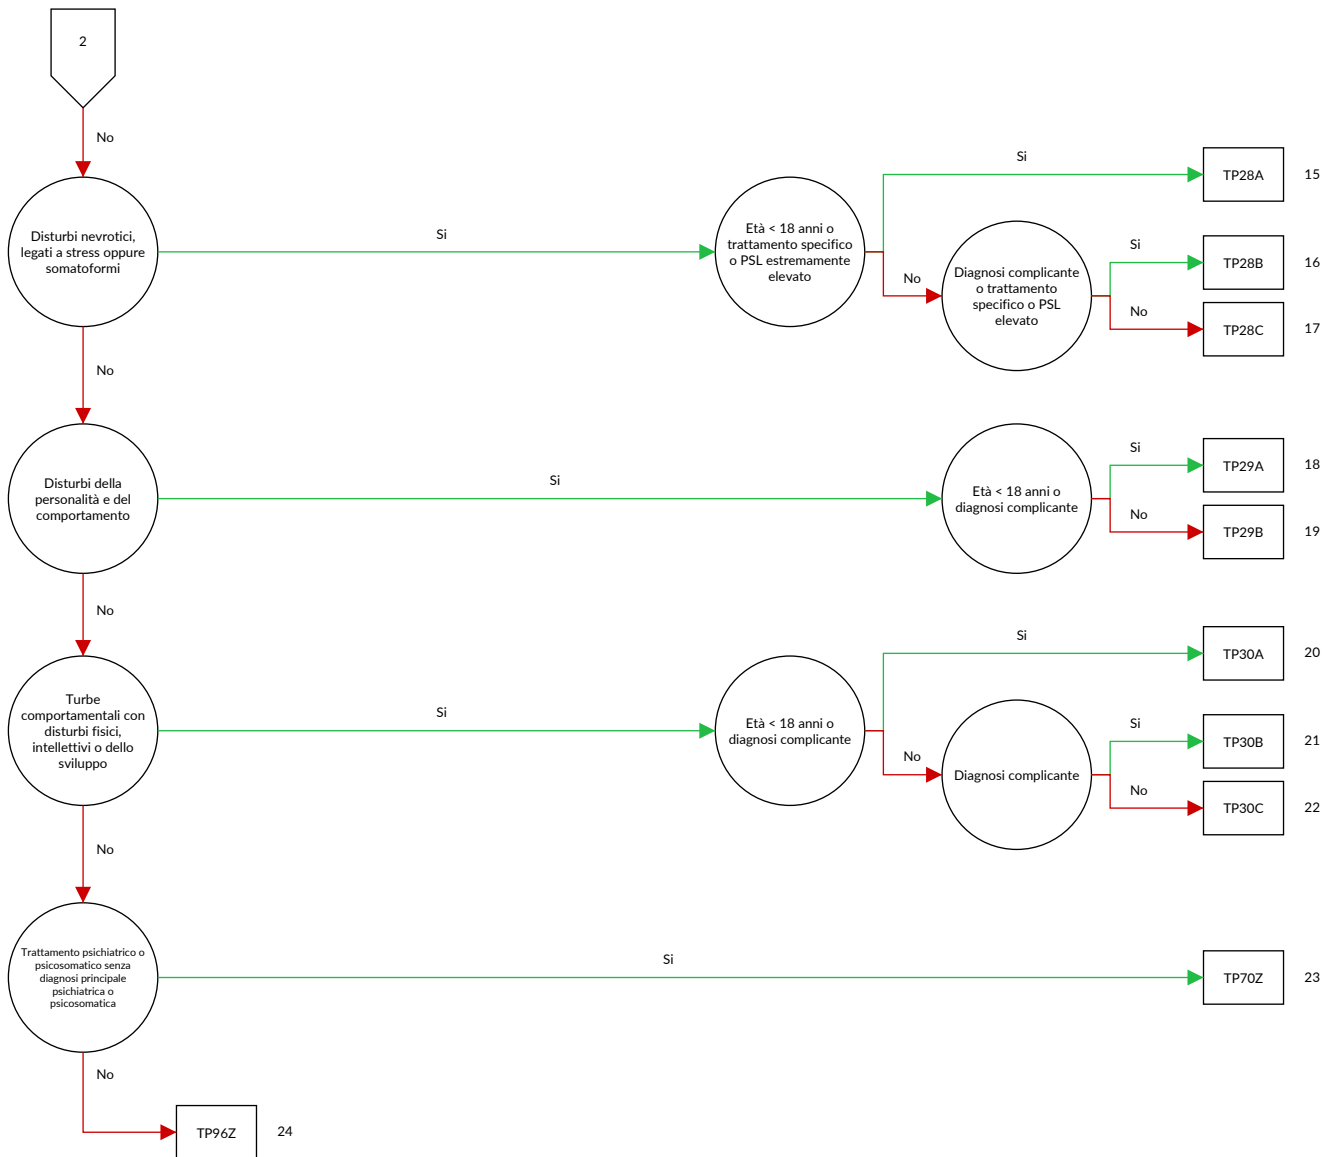 2
No
Si
TP28A
15
Disturbi nevrotici,
legati a stress oppure
somatoformi
Si
Età < 18 anni o
trattamento specifico
o PSL estremamente
elevato
No
Diagnosi complicante
o trattamento
specifico o PSL
elevato
Si
TP28B
16
No
TP28C
17
No
Disturbi della
personalità e del
comportamento
Si
Età < 18 anni o
diagnosi complicante
Si
TP29A
18
No
TP29B
19
No
Turbe
comportamentali con
disturbi fisici,
intellettivi o dello
sviluppo
Si
Età < 18 anni o
diagnosi complicante
Si
TP30A
20
No
Diagnosi complicante
Si
TP30B
21
No
TP30C
22
No
Trattamento psichiatrico o
psicosomatico senza
diagnosi principale
psichiatrica o
psicosomatica
Si
TP70Z
23
No
TP96Z
24